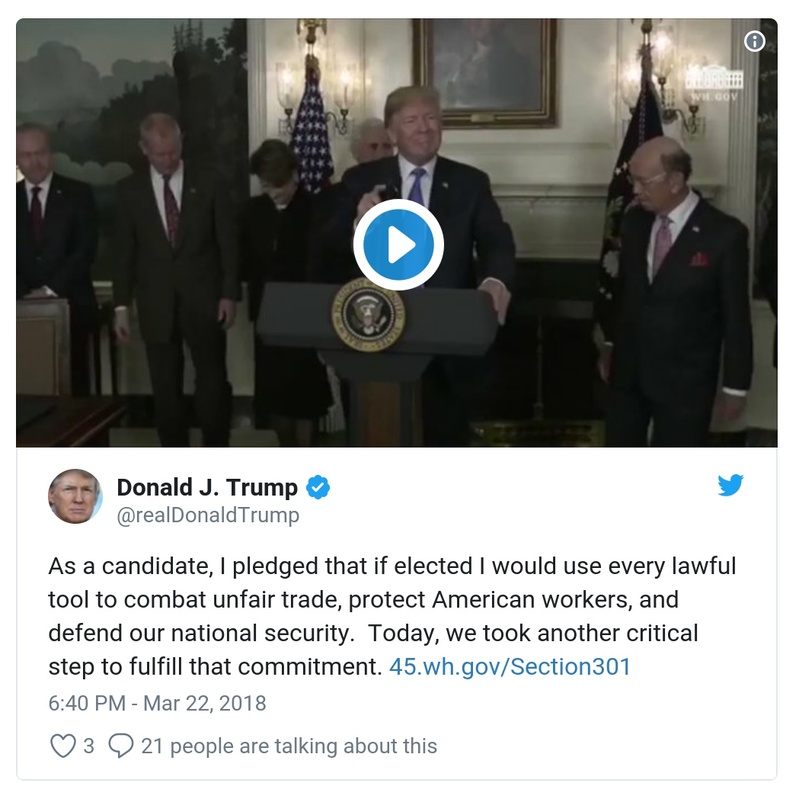 WH.GOV
Donald J. Trump
@realDonaldTrump
As a candidate, I pledged that if elected I would use every lawful
tool to combat unfair trade, protect American workers, and
defend our national security.  Today, we took another critical
step to fulfill that commitment. 45.wh.gov/Section301
6:40 PM - Mar 22, 2018
3 21 people are talking about this